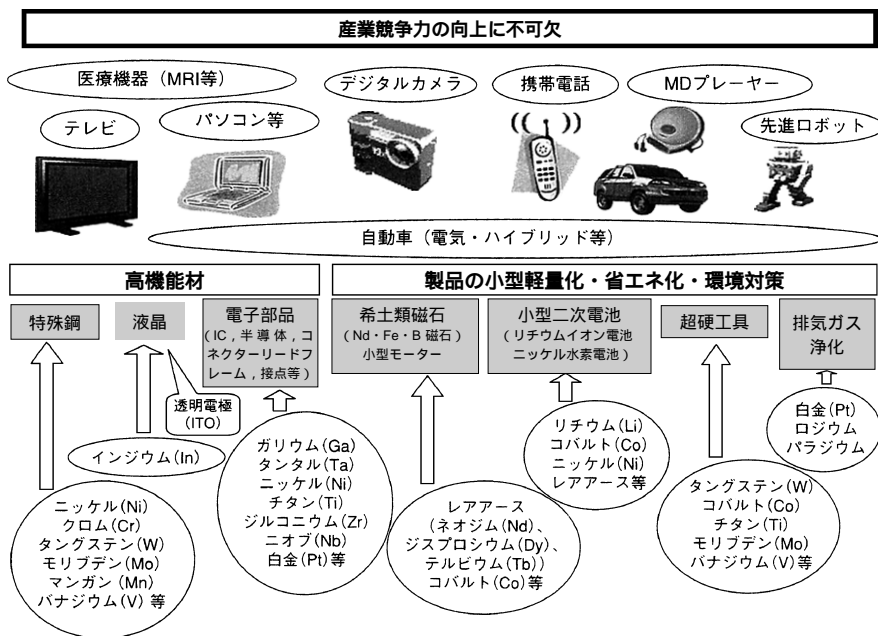 産業競争力の向上に不可欠
医療機器（MRI等）
デジタルカメラ
携帯電話
MDプレーヤー
テレビ
パソコン等
先進ロボット
自動車（電気・ハイブリッド等）
高機能材
製品の小型軽量化・省エネ化・環境対策
特殊鋼
液晶
電子部品
（IC，半導体，コ
ネクターリードフ
レーム，接点等）
希土類磁石
（Nd・Fe・B 磁石）
小型モーター
小型二次電池
（リチウムイオン電池
ニッケル水素電池）
超硬工具
排気ガス
浄化
透明電極
(ITO)
インジウム(In)
ニッケル(Ni)
クロム(Cr)
タングステン(W)
モリブデン(Mo)
マンガン(Mn)
バナジウム(V) 等
ガリウム(Ga)
タンタル(Ta)
ニッケル(Ni)
チタン(Ti)
ジルコニウム(Zr)
ニオブ(Nb)
白金(Pt)等
レアアース
（ネオジム(Nd)、
ジスプロシウム(Dy)、
テルビウム(Tb)）
コバルト(Co)等
リチウム(Li)
コバルト(Co)
ニッケル(Ni)
レアアース等
タングステン(W)
コバルト(Co)
チタン(Ti)
モリブデン(Mo)
バナジウム(V)等
白金(Pt)
ロジウム
パラジウム